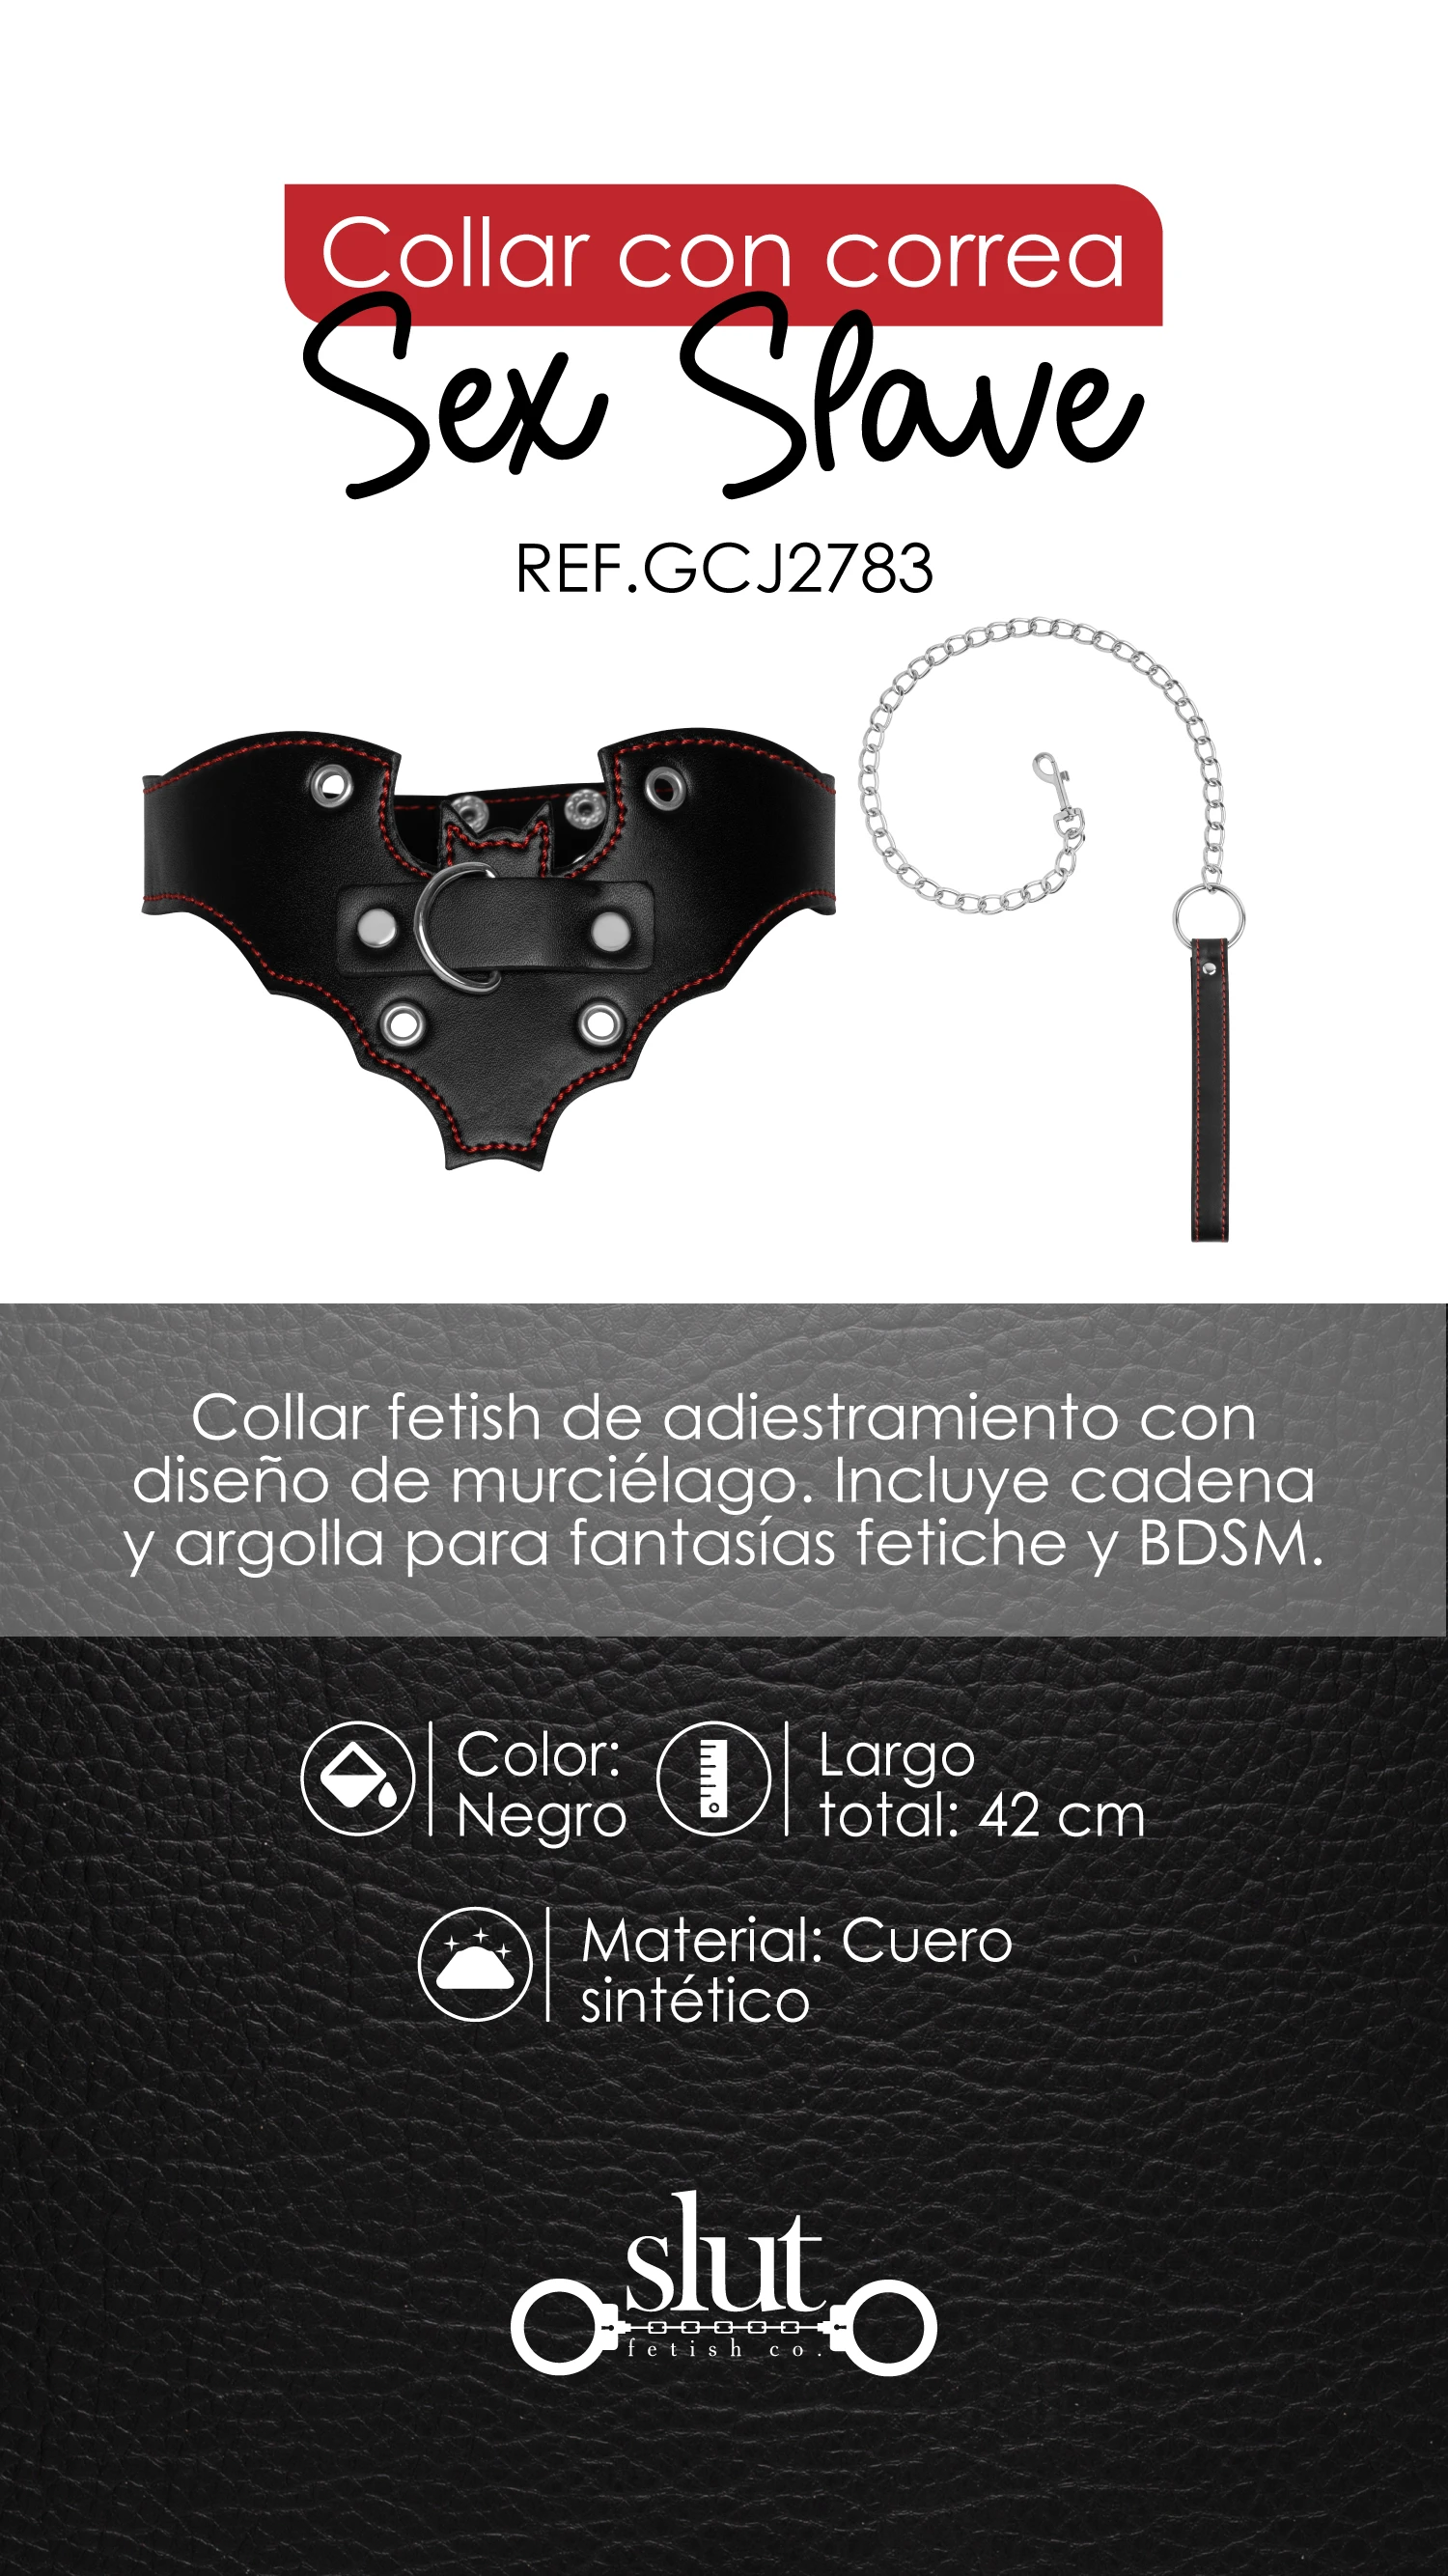 Collar con correa
Sex Slave
REF.GCJ2783
Collar fetish de adiestramiento con
diseño de murciélago. Incluye cadena
y argolla para fantasías fetiche y BDSM.
Color:
Negro
Largo
total: 42 cm
Material: Cuero
sintético
slut
fetish co.